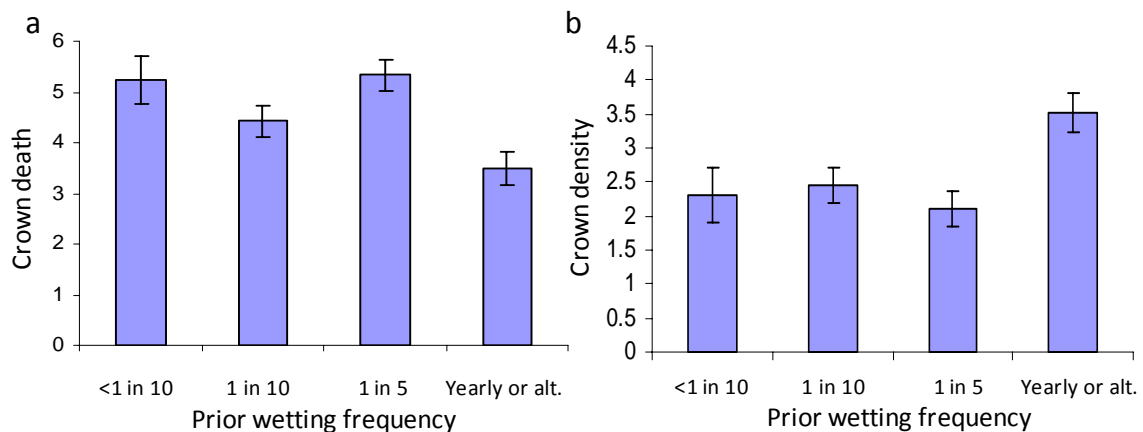 a
Crown death
6
5
4
3
2
1
0
<1 in 10 1 in 10 1 in 5 Yearly or alt.
Prior wetting frequency
b
Crown density
4.5
4
3.5
3
2.5
2
1.5
1
0.5
0
<1 in 10 1 in 10 1 in 5 Yearly or alt.
Prior wetting frequency